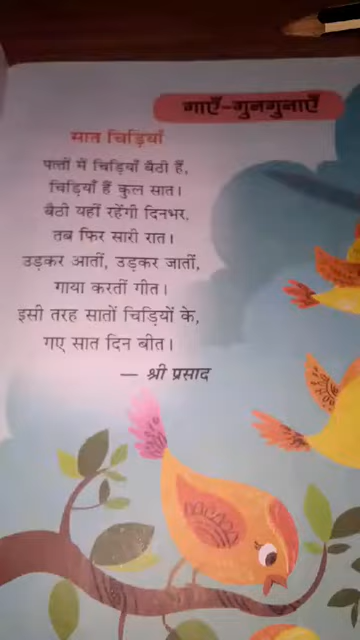 गाएँ-गुनगुनाएँ
सात चिड़ियाँ
पत्तों में चिड़ियाँ बैठी हैं,
चिड़ियाँ हैं कुल सात।
बैठी यहीं रहेंगी दिनभर,
तब फिर सारी रात।
उड़कर आतीं, उड़कर जातीं,
गाया करतीं गीत।
इसी तरह सातों चिड़ियों के,
गए सात दिन बीत।
— श्री प्रसाद